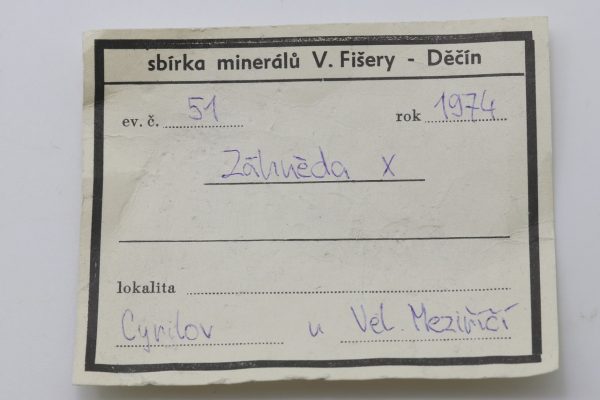 sbírka minerálů V. Fišery - Děčín
ev. č. 51 rok 1974
Záhněda X
lokalita
Cyrilov u Vel. Meziříčí